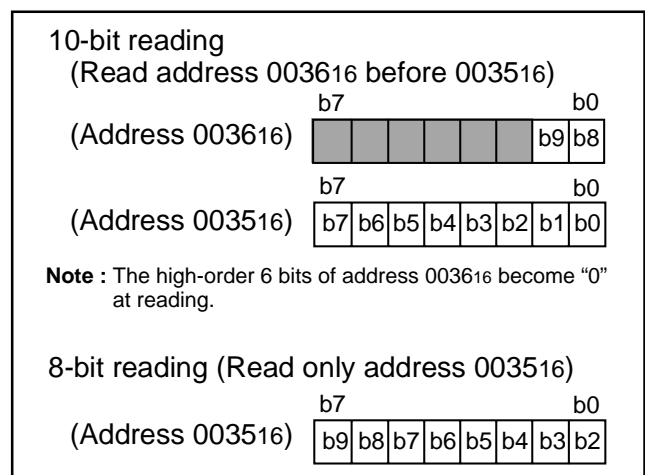 10-bit reading
(Read address 003616 before 003516)
b7 b0
(Address 003616) b9 b8
b7 b0
(Address 003516) b7 b6 b5 b4 b3 b2 b1 b0
Note : The high-order 6 bits of address 003616 become “0”
at reading.
8-bit reading (Read only address 003516)
b7 b0
(Address 003516) b9 b8 b7 b6 b5 b4 b3 b2